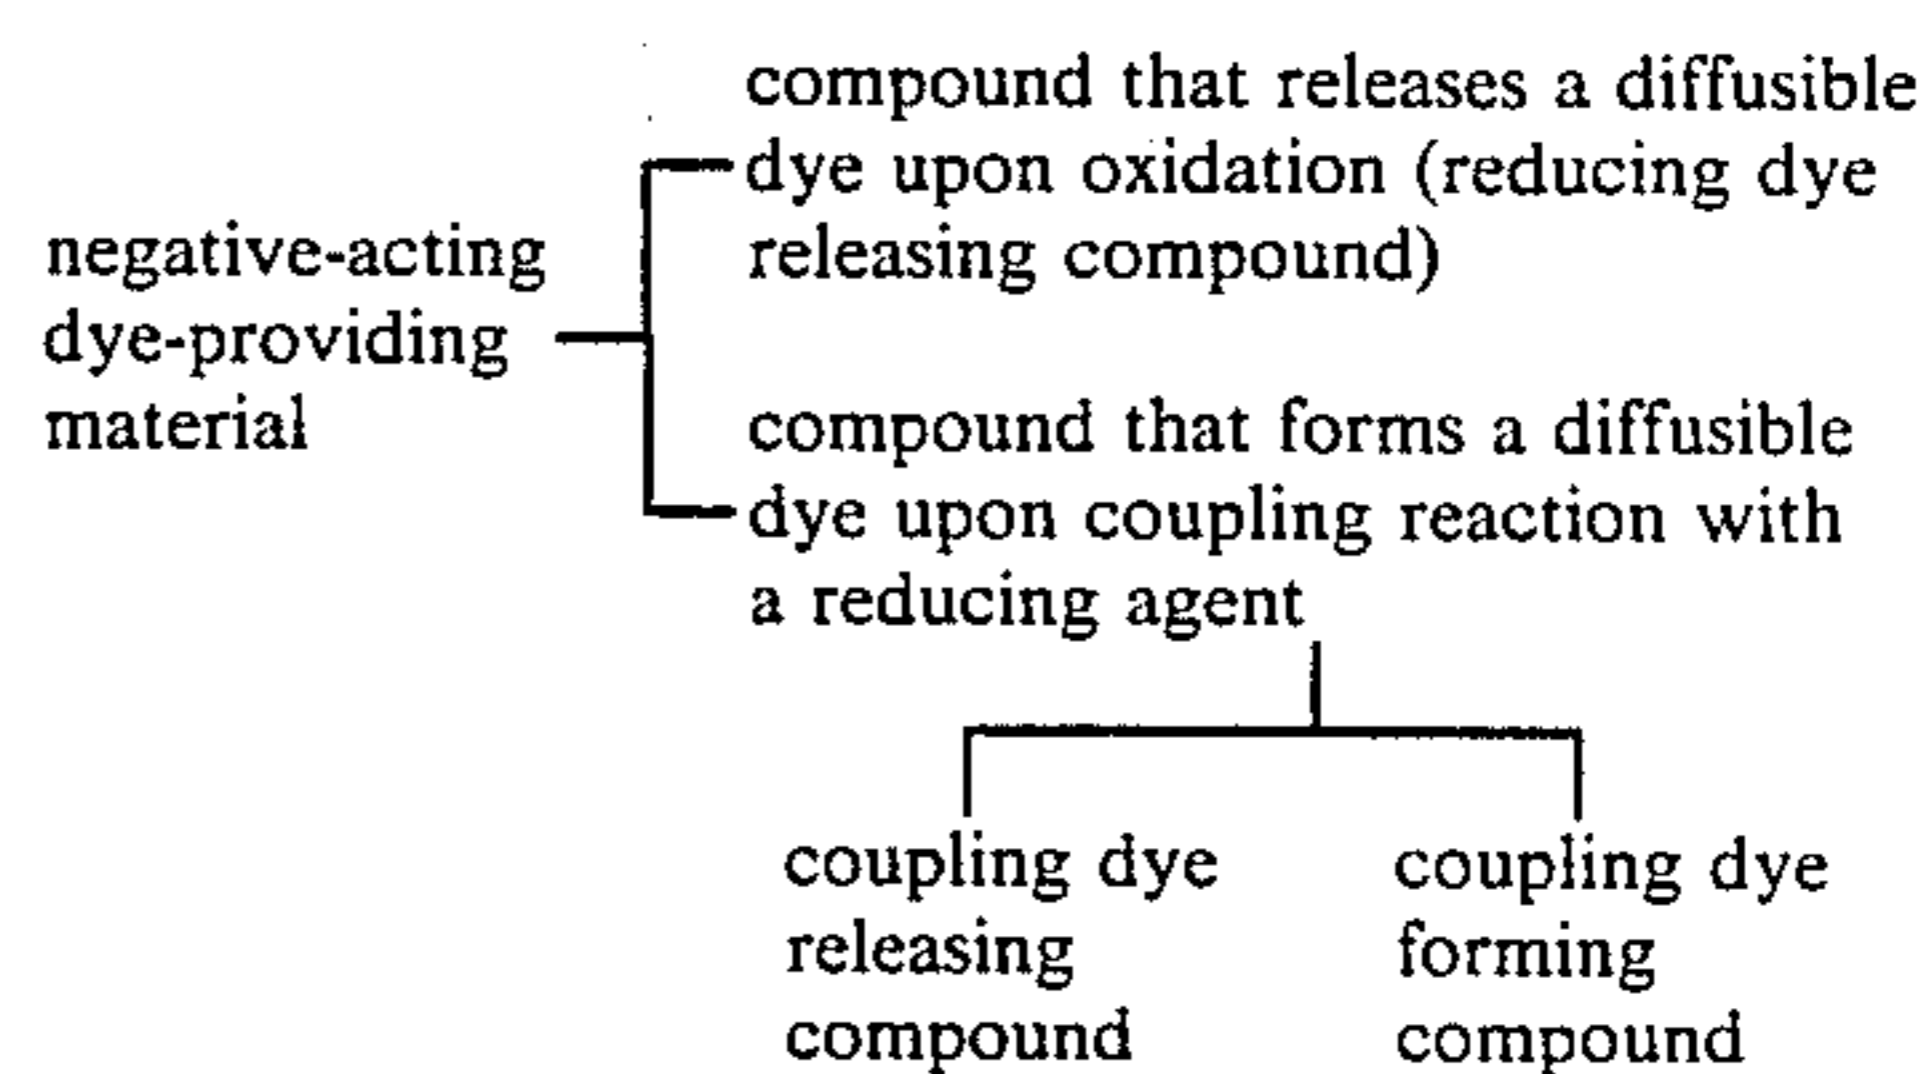 negative-acting
dye-providing
material
compound that releases a diffusible
dye upon oxidation (reducing dye
releasing compound)
compound that forms a diffusible
dye upon coupling reaction with
a reducing agent
coupling dye
releasing
compound
coupling dye
forming
compound